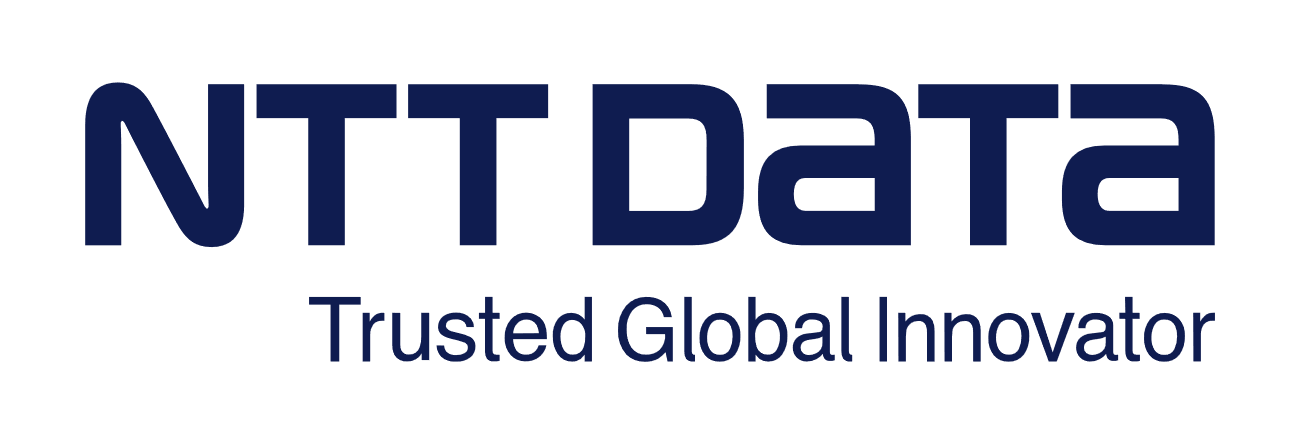 NTT DATA
Trusted Global Innovator